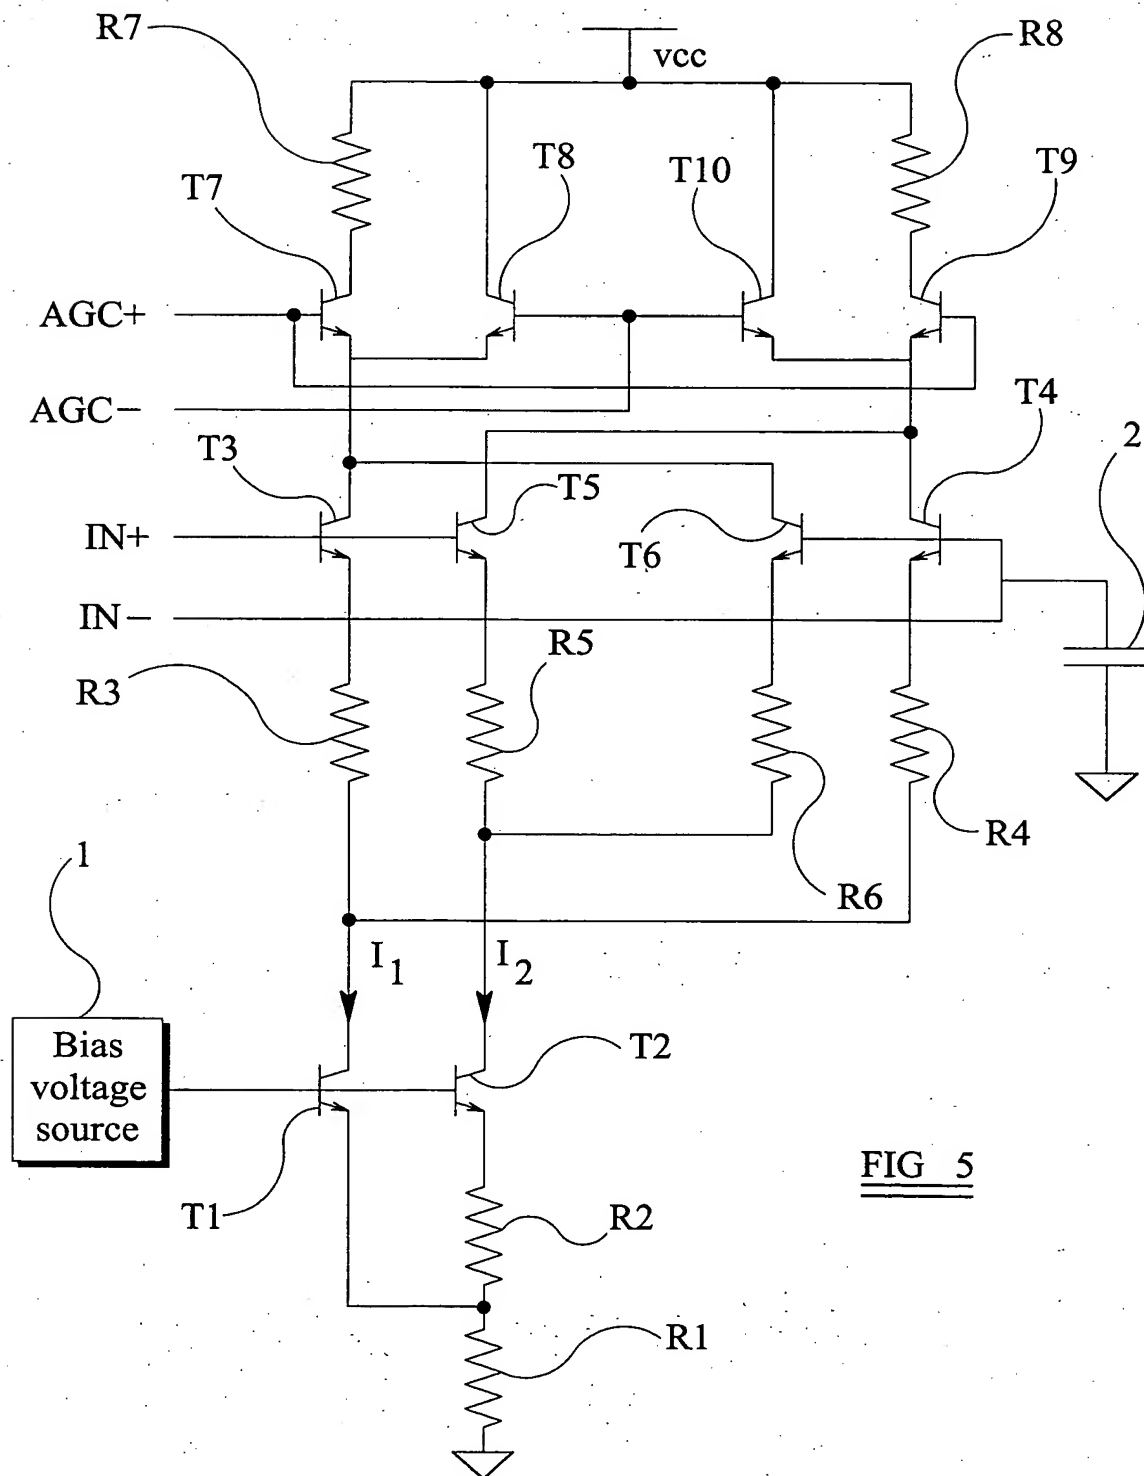 R7
vcc
R8
T7
T8
T10
T9
AGC+
AGC−
T4
T3
T5
2
IN+
T6
IN−
R5
R3
R4
1
R6
I1
I2
Bias
voltage
source
T2
FIG 5
T1
R2
R1